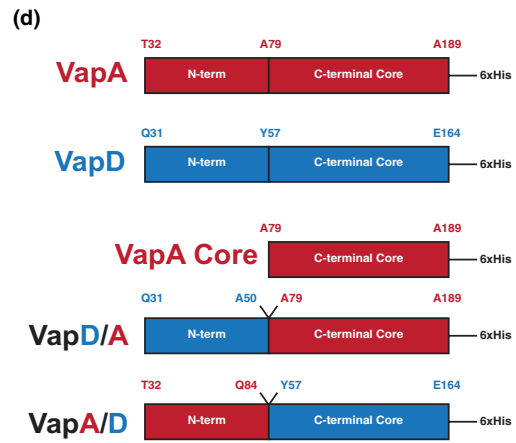 (d)
T32 A79 A189
VapA N-term C-terminal Core 6xHis
Q31 Y57 E164
VapD N-term C-terminal Core 6xHis
A79 A189
VapA Core C-terminal Core 6xHis
Q31 A50 A79 A189
VapD/A N-term C-terminal Core 6xHis
T32 Q84 Y57 E164
VapA/D N-term C-terminal Core 6xHis